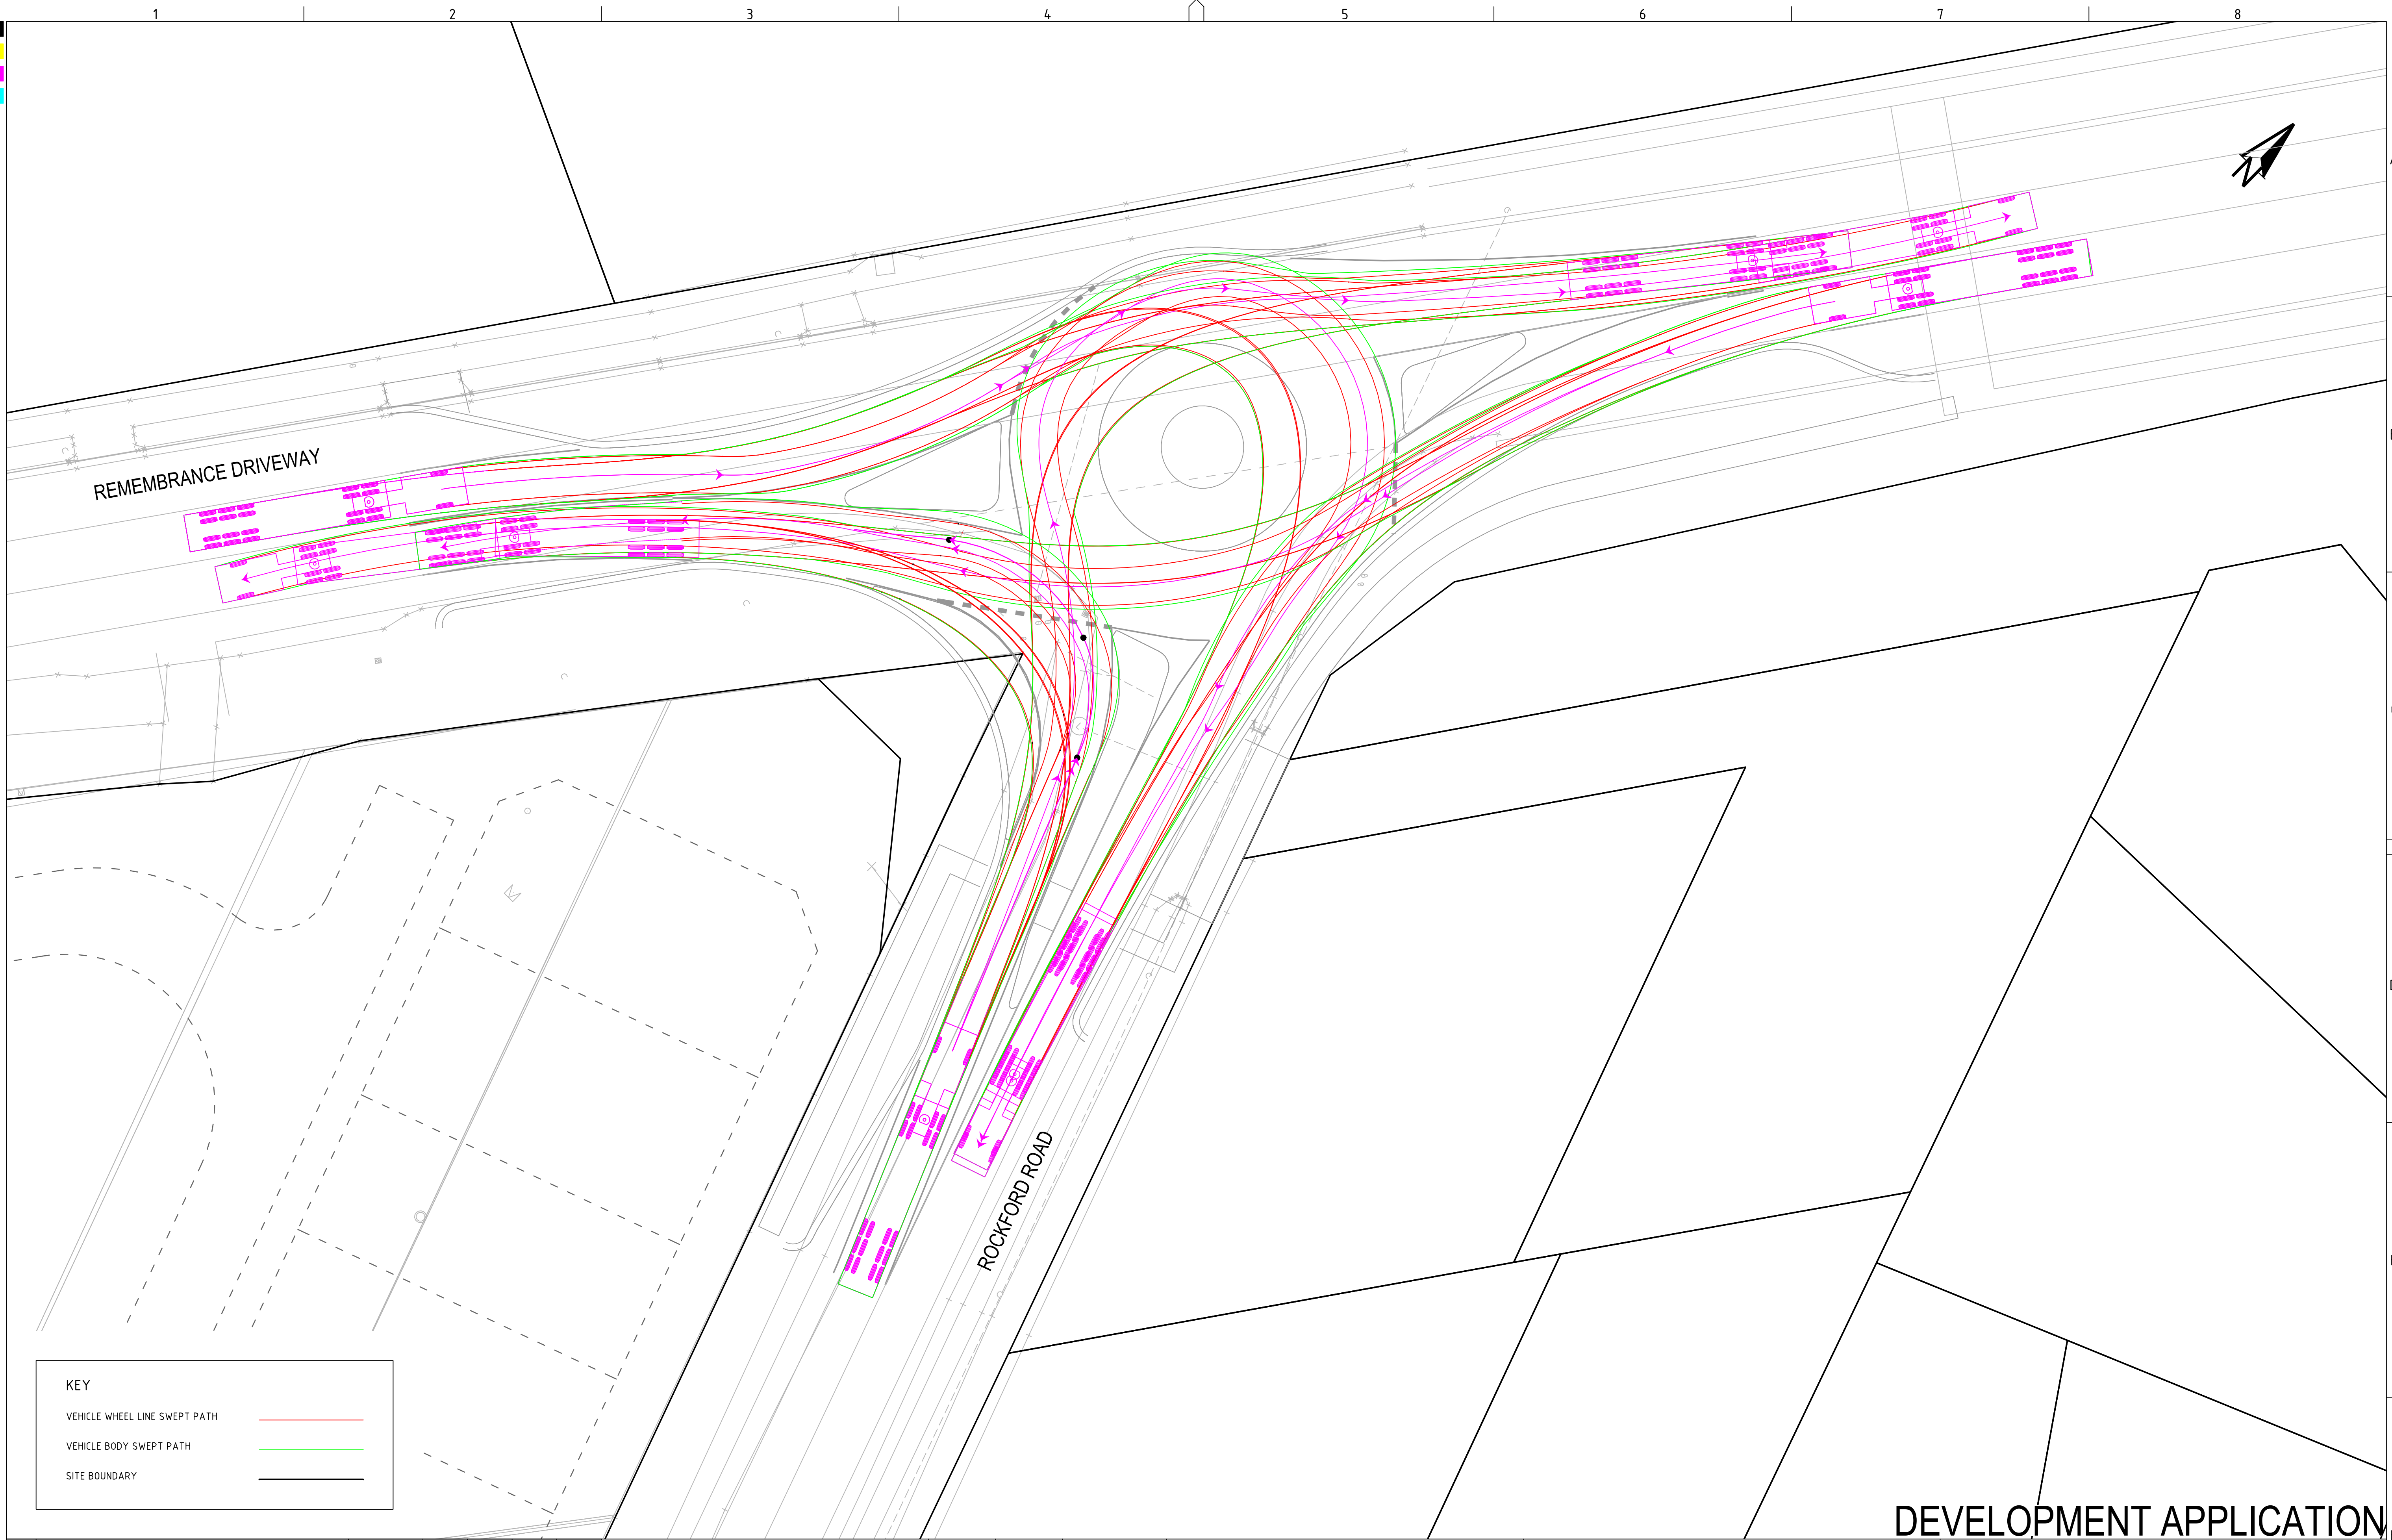 1 2 3 4 5 6 7 8
REMEMBRANCE DRIVEWAY
ROCKFORD ROAD
KEY
VEHICLE WHEEL LINE SWEPT PATH
VEHICLE BODY SWEPT PATH
SITE BOUNDARY
DEVELOPMENT APPLICATION